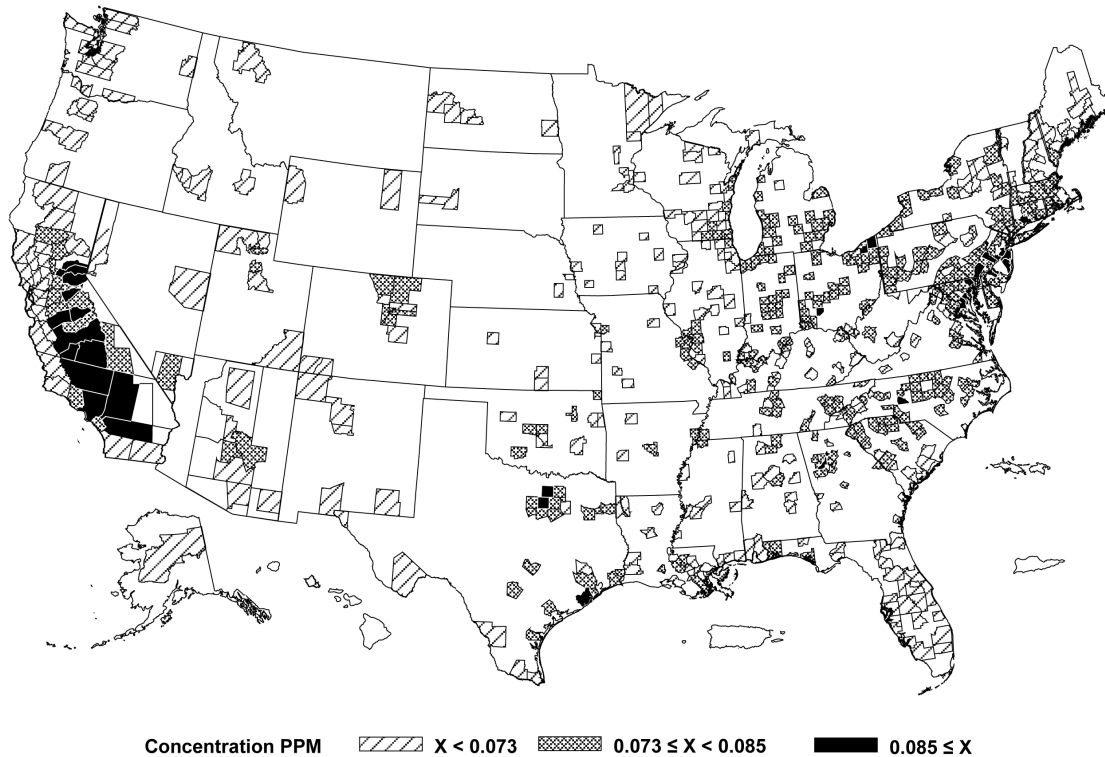 Concentration PPM X < 0.073 0.073 ≤ X < 0.085 0.085 ≤ X